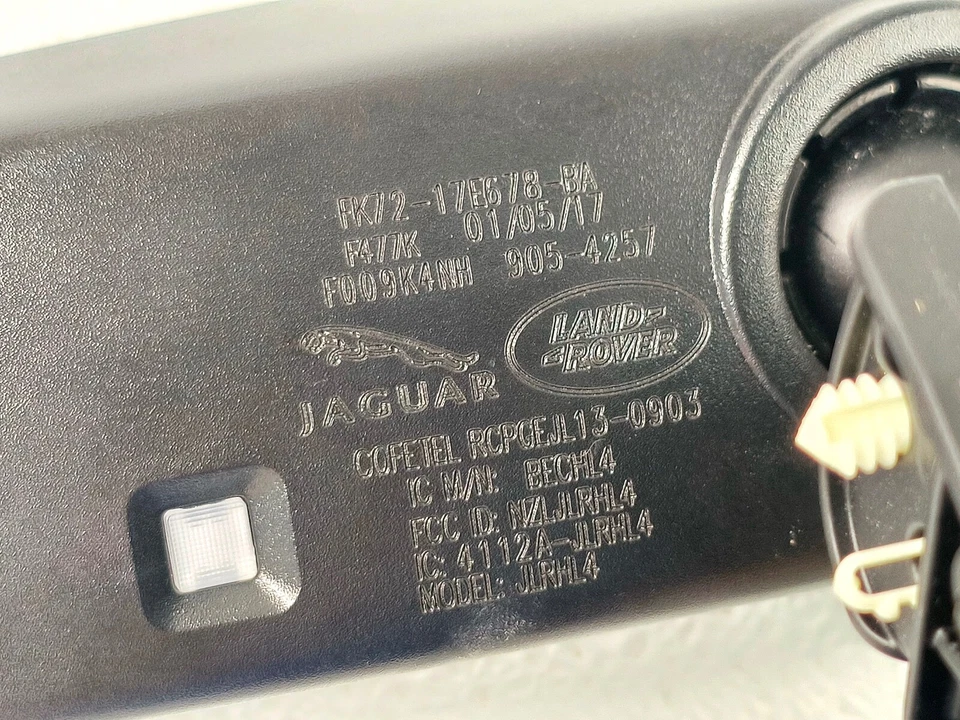 FK72-17E678-BA
F477K 01/05/17
F009K4NH 905-4257
JAGUAR
LAND-
-ROVER
COFETEL RCPGEJL13-0903
IC M/N: BECHL4
FCC ID: NZLJLRHL4
IC: 4112A-JLRHL4
MODEL: JLRHL4